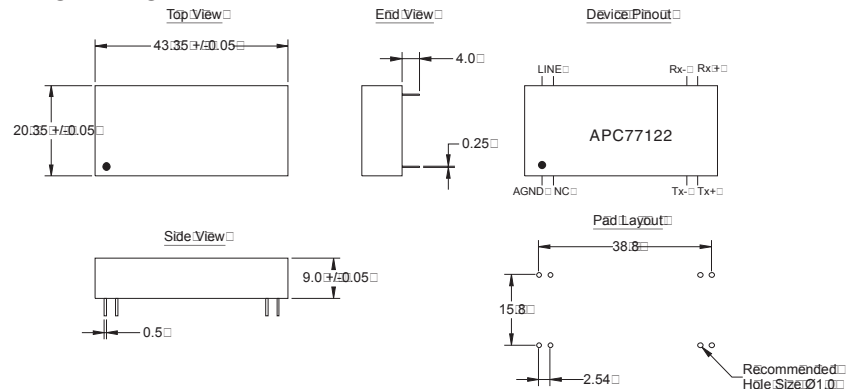 Top View
End View
Device Pinout
43.35 +/-0.05
4.0
LINE
Rx-
Rx+
20.35 +/-0.05
APC77122
0.25
AGND
NC
Tx-
Tx+
Pad Layout
Side View
38.8
9.0 +/-0.05
15.8
0.5
2.54
Recommended
Hole Size Ø1.0